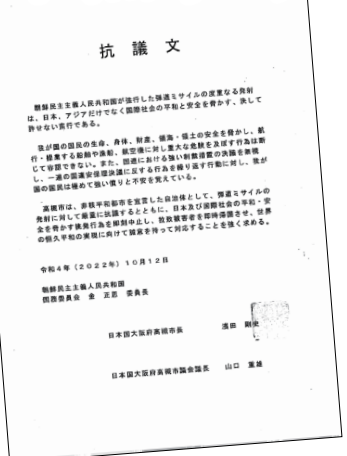 抗議文
朝鮮民主主義人民共和国が強行した弾道ミサイルの度重なる発射
は、日本、アジアだけでなく国際社会の平和と安全を脅かす、決して
許せない蛮行である。
我が国の国民の生命、身体、財産、領海・領土の安全を脅かし、航
行・操業する船舶や漁船、航空機に対し重大な危険を及ぼす行為は断
じて容認できない。また、国連における強い制裁措置の決議を無視
し、一連の国連安保理決議に反する行為を繰り返す行動に対し、我が
国の国民は極めて強い憤りと不安を覚えている。
高槻市は、非核平和都市を宣言した自治体として、弾道ミサイルの
発射に対して厳重に抗議するとともに、日本及び国際社会の平和・安
全を脅かす挑発行為を即刻中止し、拉致被害者を即時帰国させ、世界
の恒久平和の実現に向けて誠意を持って対応することを強く求める。
令和4年(2022年)10月12日
朝鮮民主主義人民共和国
国務委員会 金 正恩 委員長
日本国大阪府高槻市長 濱田 剛史
日本国大阪府高槻市議会議長 山口 重雄